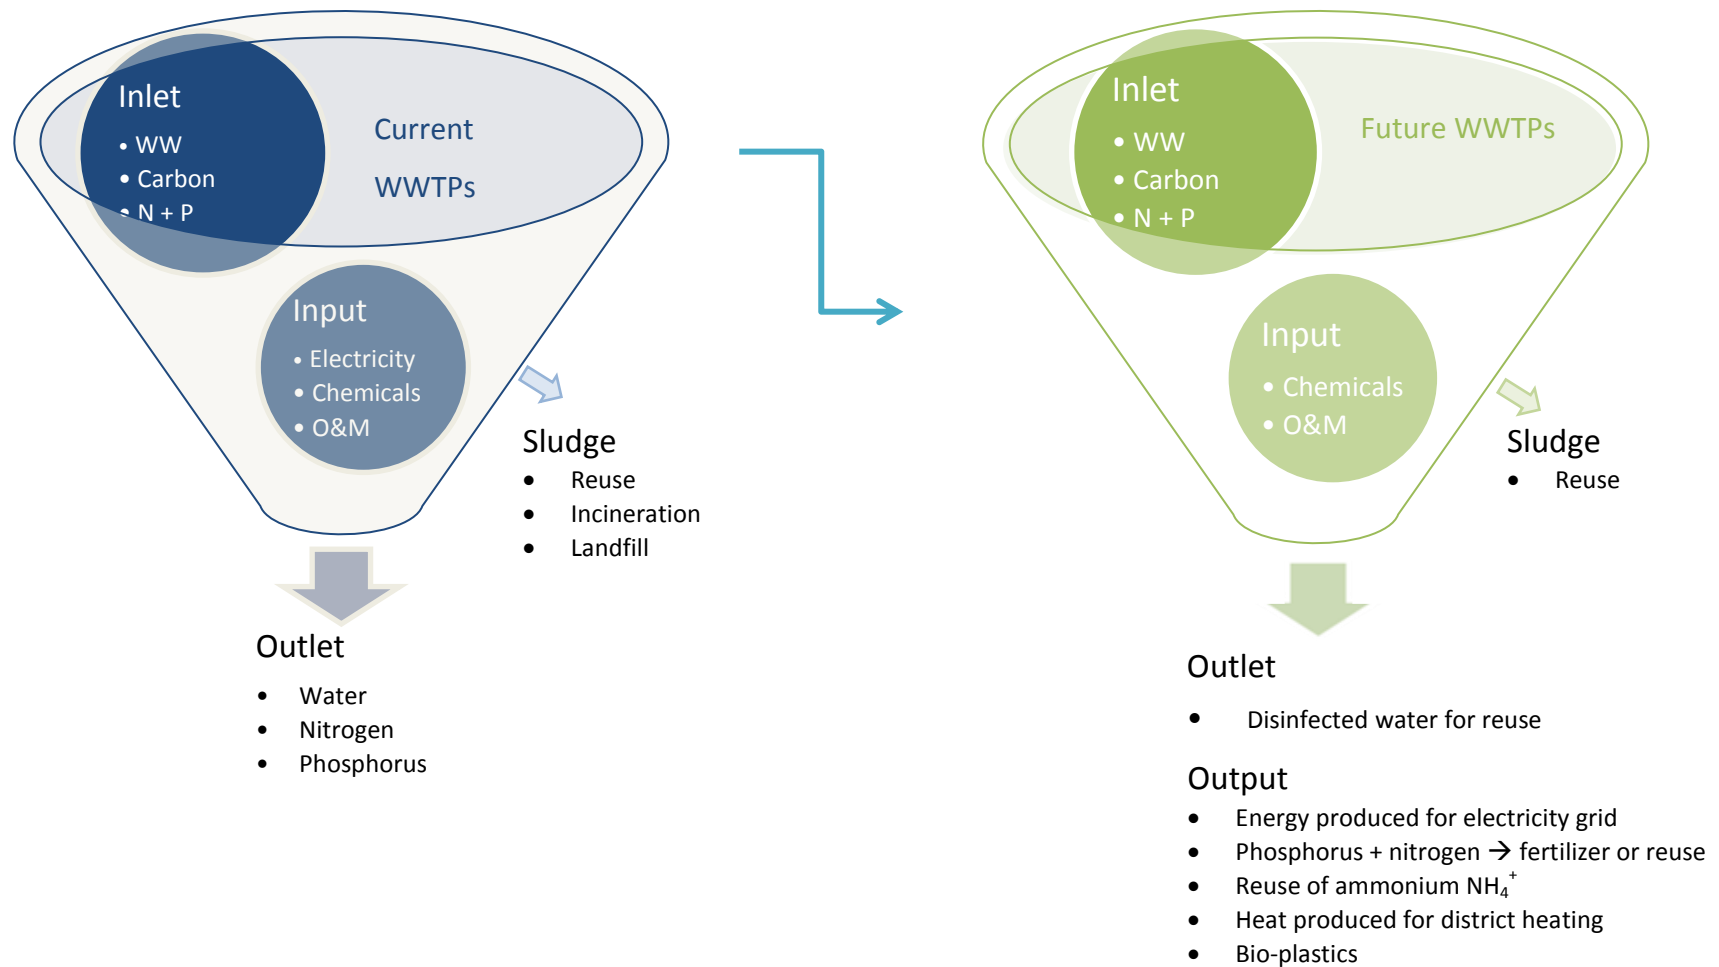 Inlet
• WW
• Carbon
• N + P
Current
WWTPs
Input
• Electricity
• Chemicals
• O&M
Sludge
• Reuse
• Incineration
• Landfill
Outlet
• Water
• Nitrogen
• Phosphorus
Inlet
• WW
• Carbon
• N + P
Future WWTPs
Input
• Chemicals
• O&M
Sludge
• Reuse
Outlet
• Disinfected water for reuse
Output
• Energy produced for electricity grid
• Phosphorus + nitrogen → fertilizer or reuse
• Reuse of ammonium NH₄⁺
• Heat produced for district heating
• Bio-plastics